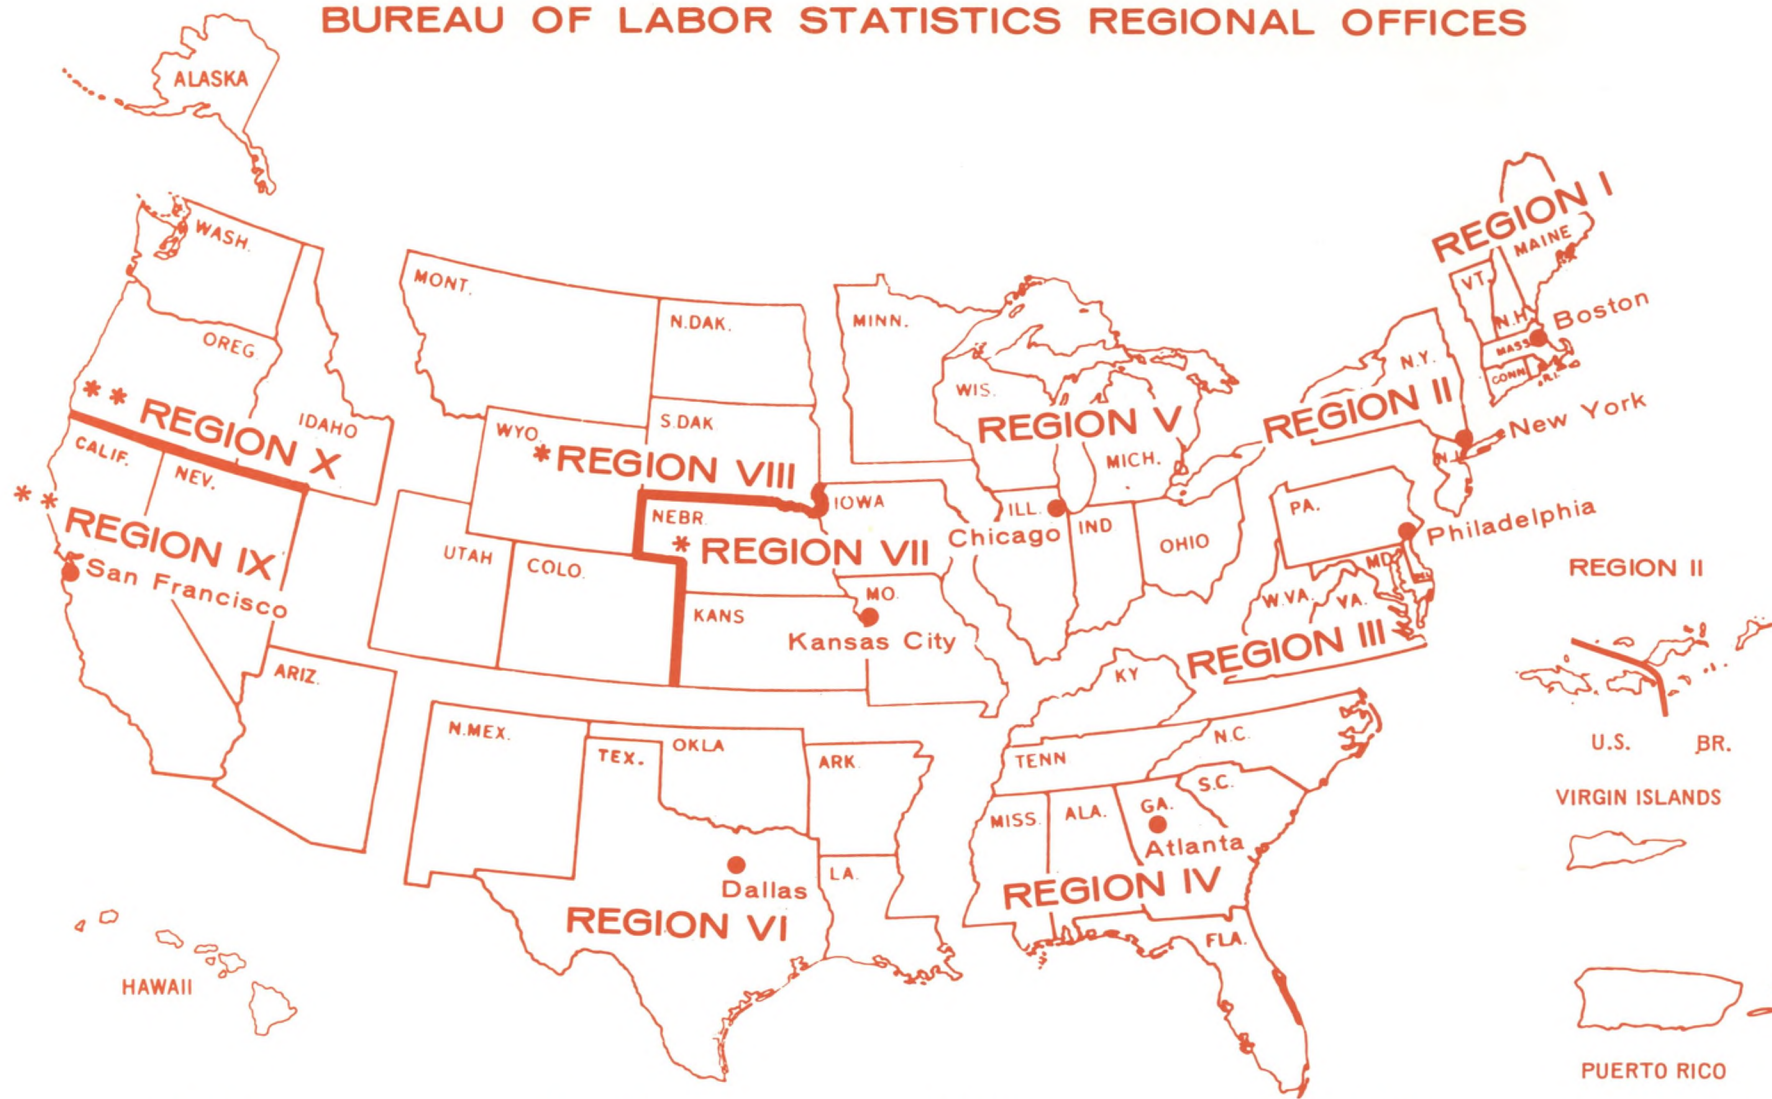 BUREAU OF LABOR STATISTICS REGIONAL OFFICES
ALASKA
WASH.
OREG.
IDAHO
** REGION X
CALIF.
NEV.
** REGION IX
San Francisco
MONT.
N.DAK.
S.DAK
WYO.
*REGION VIII
UTAH
COLO.
ARIZ.
NEBR.
IOWA
* REGION VII
KANS
MO.
Kansas City
MINN.
WIS.
REGION V
MICH.
ILL.
Chicago
IND
OHIO
REGION I
MAINE
VT.
N.H.
Boston
MASS
CONN
R.I.
N.Y.
REGION II
New York
N.J.
PA.
Philadelphia
MD
DEL
W.VA.
VA.
REGION III
KY
TENN
N.C.
S.C.
MISS.
ALA.
GA.
Atlanta
REGION IV
FLA.
N.MEX.
TEX.
OKLA
ARK.
LA.
Dallas
REGION VI
HAWAII
REGION II
U.S. BR.
VIRGIN ISLANDS
PUERTO RICO